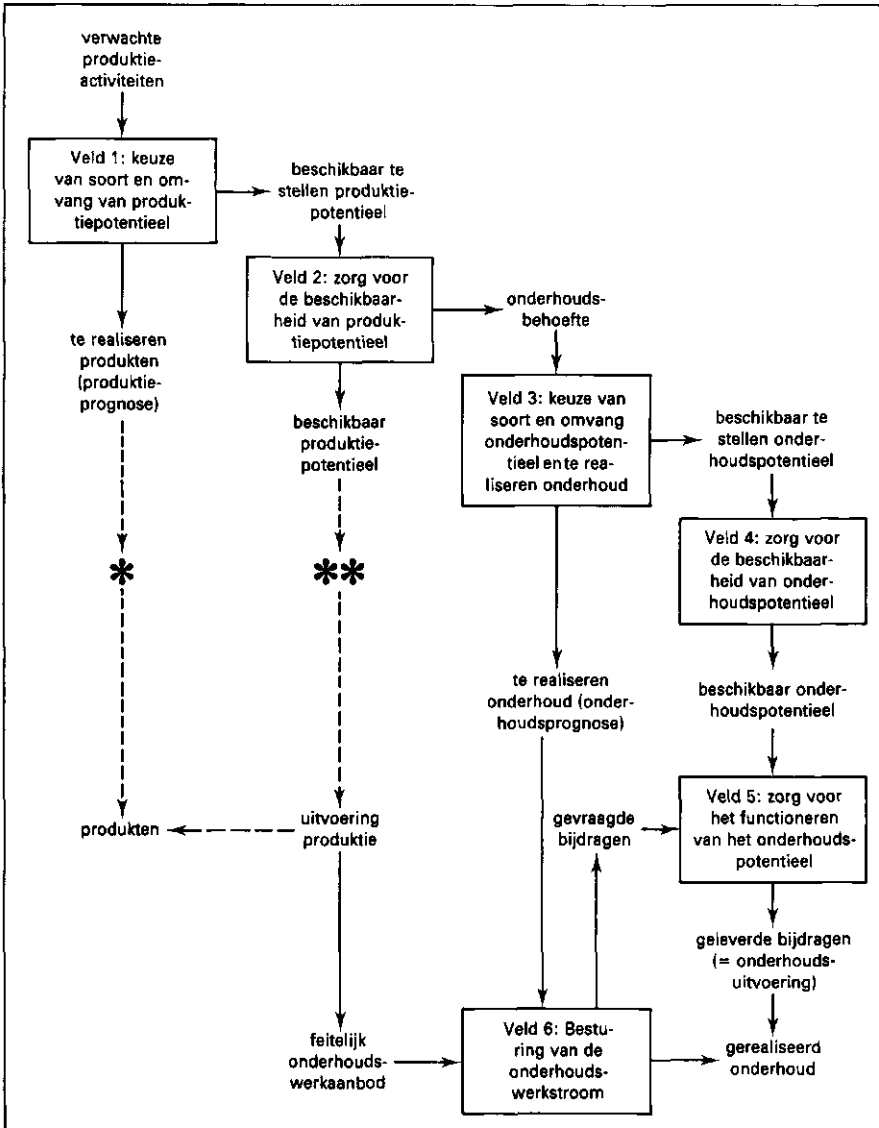 verwachte
produktie-
activiteiten
Veld 1: keuze
van soort en om-
vang van produk-
tiepotentieel
beschikbaar te
stellen produktie-
potentieel
te realiseren
produkten
(produktie-
prognose)
Veld 2: zorg voor
de beschikbaar-
heid van produk-
tiepotentieel
onderhouds-
behoefte
beschikbaar
produktie-
potentieel
Veld 3: keuze van
soort en omvang
onderhoudspoten-
tieel en te rea-
liseren onderhoud
beschikbaar te
stellen onder-
houdspotentieel
Veld 4: zorg voor
de beschikbaar-
heid van onder-
houdspotentieel
*
**
te realiseren
onderhoud (onder-
houdsprognose)
beschikbaar onder-
houdspotentieel
produkten
uitvoering
produktie
gevraagde
bijdragen
Veld 5: zorg voor
het functioneren
van het onderhouds-
potentieel
geleverde bijdragen
(= onderhouds-
uitvoering)
feitelijk
onderhouds-
werkaanbod
Veld 6: Bestu-
ring van de
onderhouds-
werkstroom
gerealiseerd
onderhoud